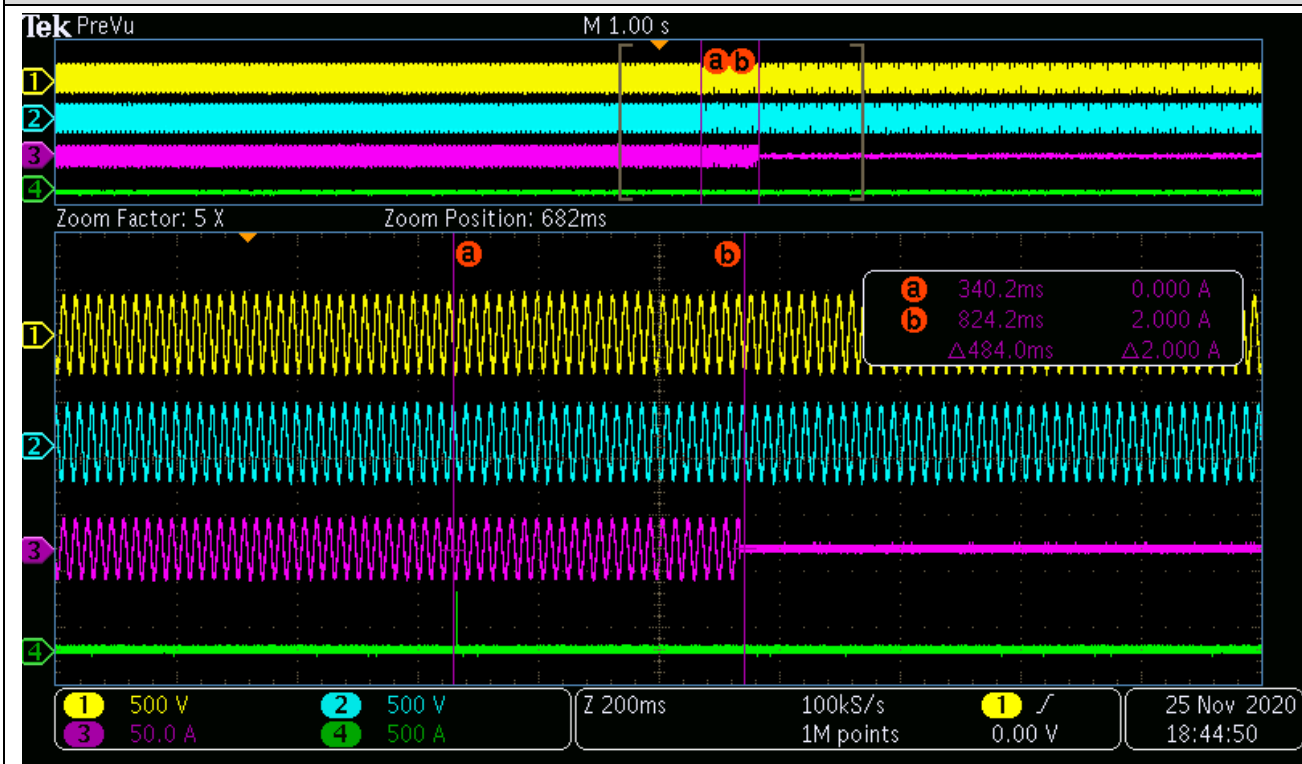 Tek PreVu M 1.00 s
a b
1
2
3
4
Zoom Factor: 5 X Zoom Position: 682ms
a b
a 340.2ms 0.000 A
b 824.2ms 2.000 A
△484.0ms △2.000 A
1
2
3
4
1 500 V 2 500 V Z 200ms 100kS/s 1 25 Nov 2020
3 50.0 A 4 500 A 1M points 0.00 V 18:44:50